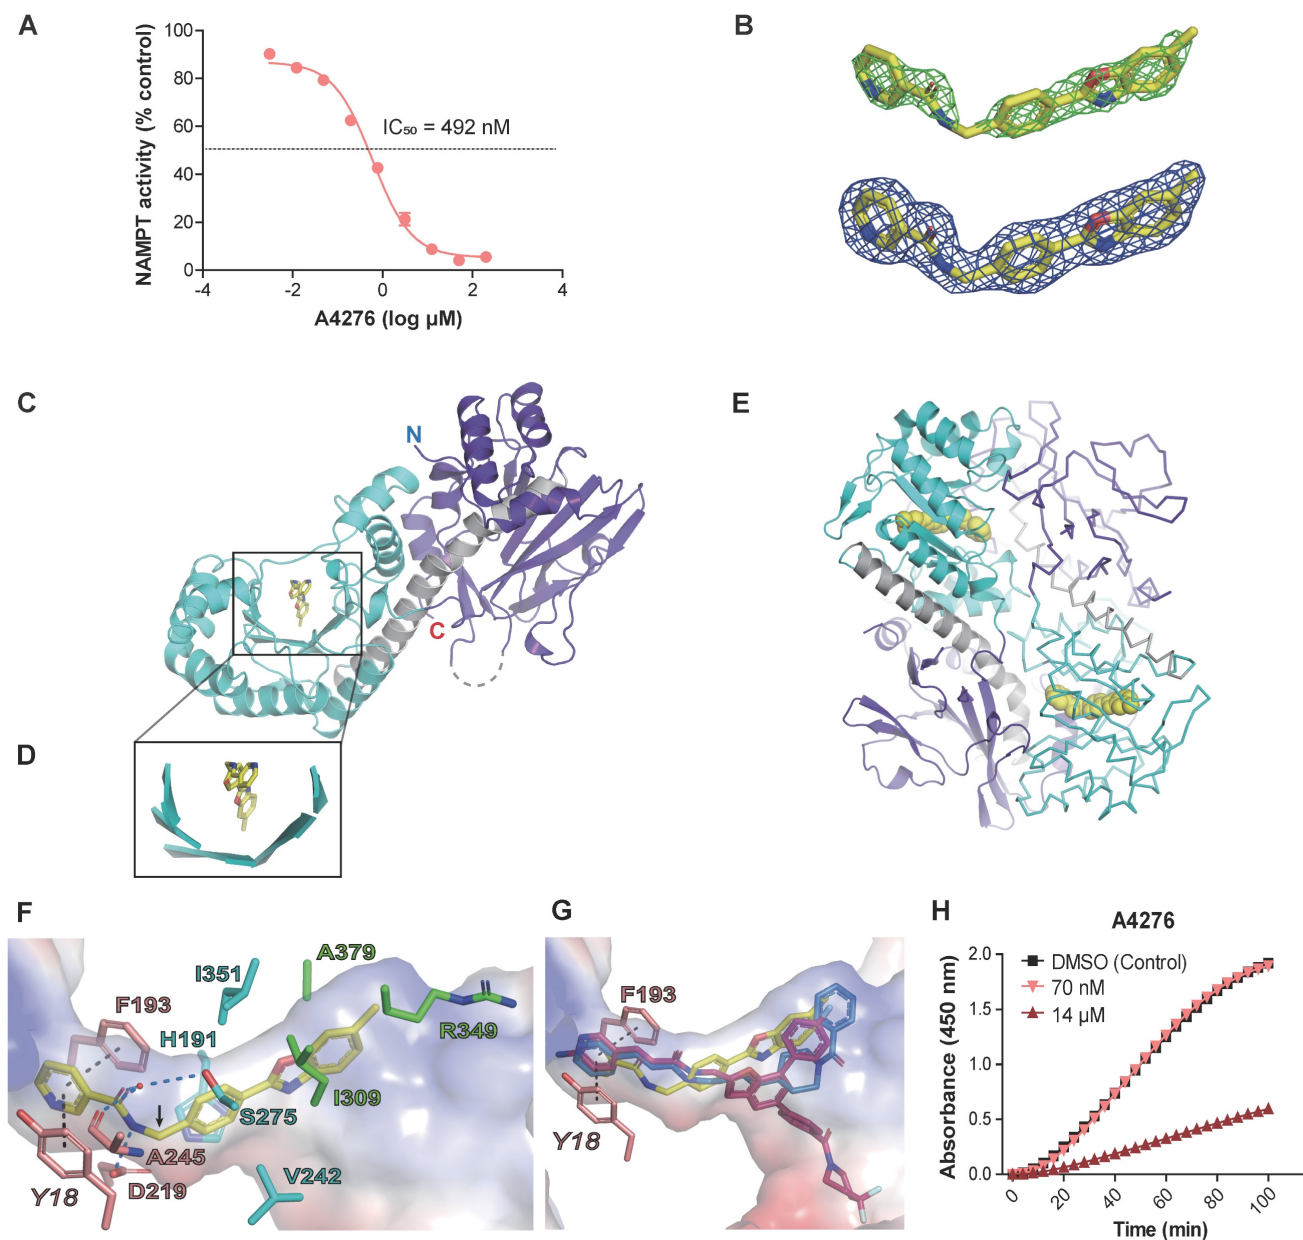 A
NAMPT activity (% control)
100
80
60
40
20
0
IC₅₀ = 492 nM
-4
-2
0
2
4
A4276 (log µM)
B
C
N
C
D
E
F
A379
I351
F193
R349
H191
I309
S275
A245
V242
D219
Y18
G
F193
Y18
H
A4276
Absorbance (450 nm)
2.0
1.5
1.0
0.5
0.0
DMSO (Control)
70 nM
14 µM
0
20
40
60
80
100
Time (min)